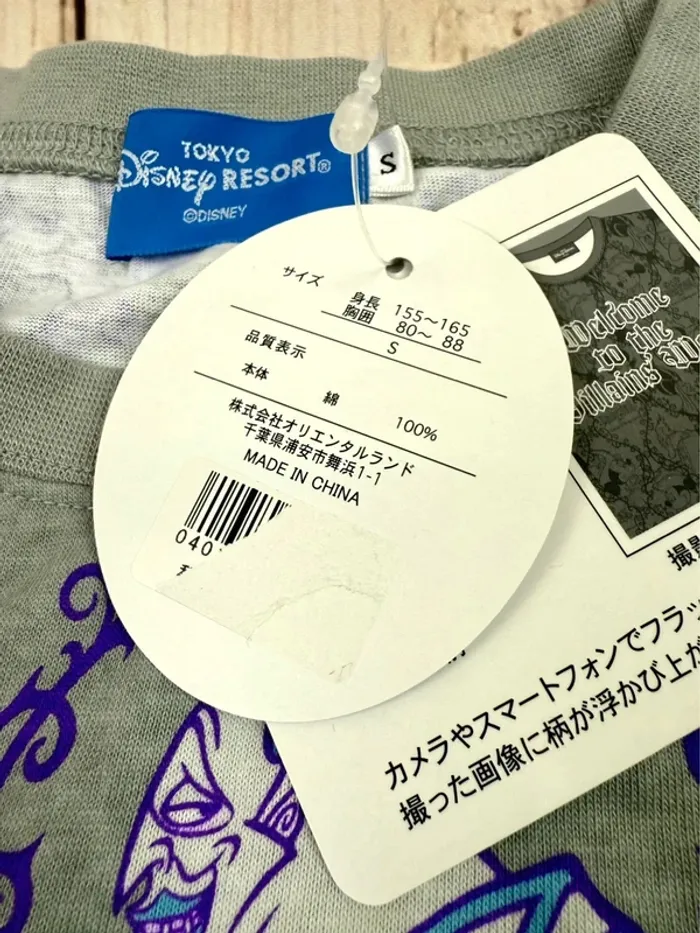 TOKYO
Disney RESORT®
©DISNEY
S
サイズ
身長 155～165
胸囲 80～ 88
S
品質表示
本体 綿 100%
株式会社オリエンタルランド
千葉県浦安市舞浜1-1
MADE IN CHINA
040
Welcome
to the
Villains'
撮影
カメラやスマートフォンでフラッ
撮った画像に柄が浮かび上が